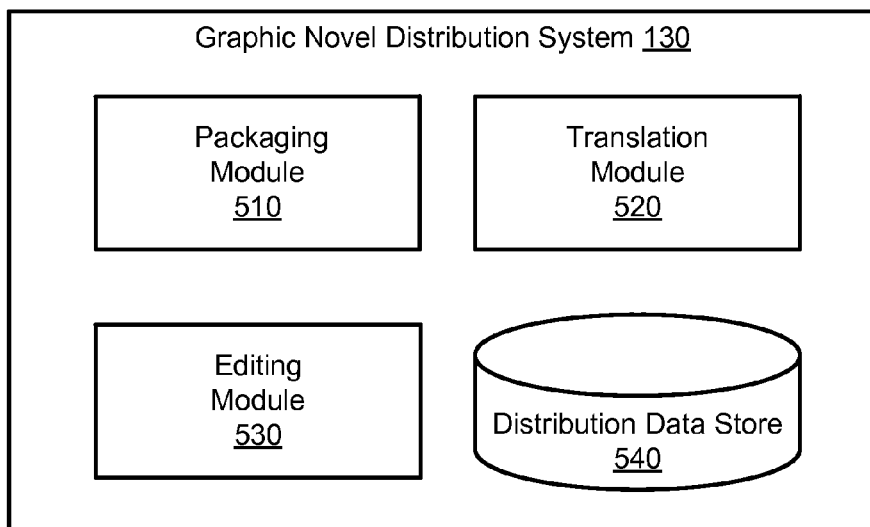 Graphic Novel Distribution System 130
Packaging
Module
510
Translation
Module
520
Editing
Module
530
Distribution Data Store
540